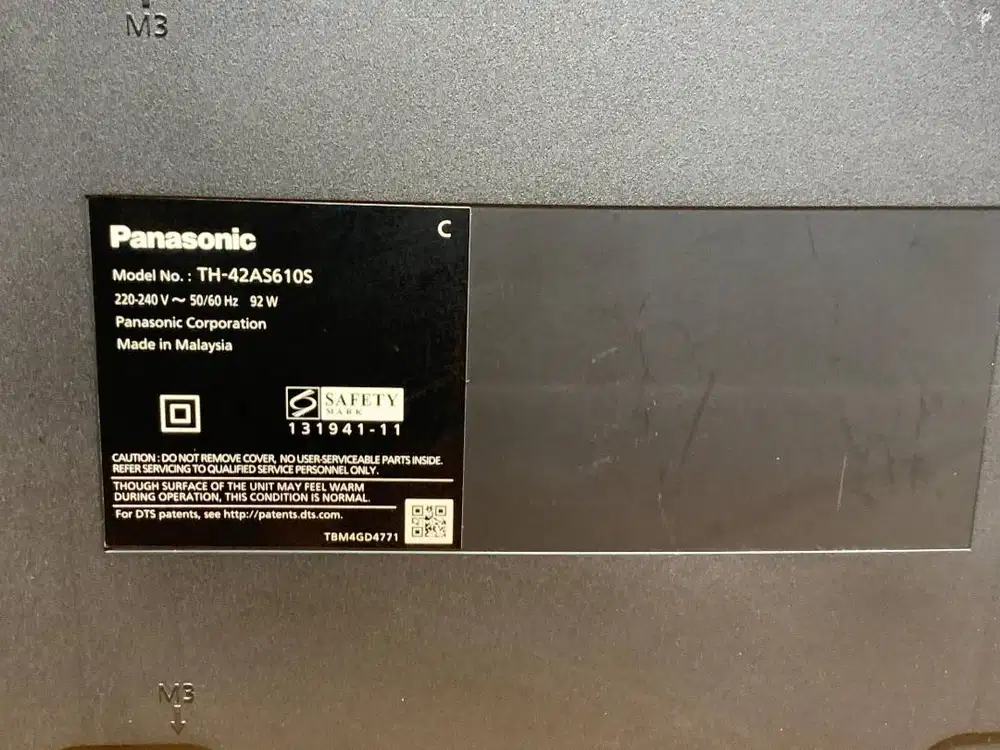 M3
Panasonic
C
Model No. : TH-42AS610S
220-240 V ~ 50/60 Hz 92 W
Panasonic Corporation
Made in Malaysia
S SAFETY
MARK
131941-11
CAUTION : DO NOT REMOVE COVER, NO USER-SERVICEABLE PARTS INSIDE.
REFER SERVICING TO QUALIFIED SERVICE PERSONNEL ONLY.
THOUGH SURFACE OF THE UNIT MAY FEEL WARM
DURING OPERATION, THIS CONDITION IS NORMAL.
For DTS patents, see http://patents.dts.com.
TBM4GD4771
M3